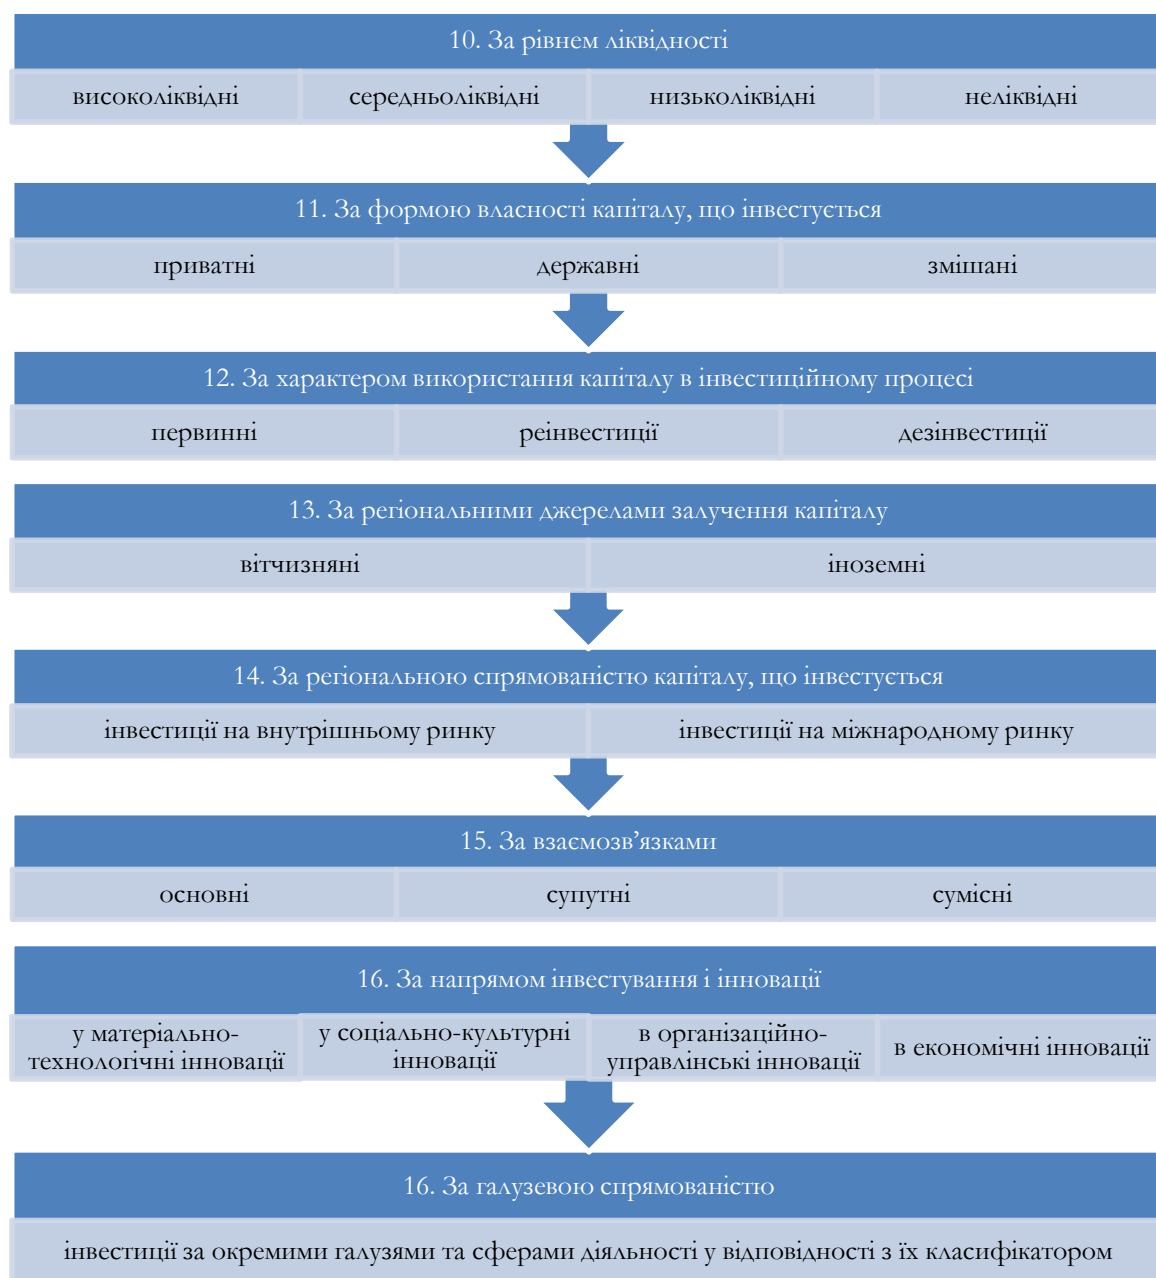 10. За рівнем ліквідності
високоліквідні середньоліквідні низьколіквідні неліквідні
11. За формою власності капіталу, що інвестується
приватні державні змішані
12. За характером використання капіталу в інвестиційному процесі
первинні реінвестиції дезінвестиції
13. За регіональними джерелами залучення капіталу
вітчизняні іноземні
14. За регіональною спрямованістю капіталу, що інвестується
інвестиції на внутрішньому ринку інвестиції на міжнародному ринку
15. За взаємозв’язками
основні супутні сумісні
16. За напрямом інвестування і інновації
у матеріально-
технологічні інновації
у соціально-культурні
інновації
в організаційно-
управлінські інновації
в економічні інновації
16. За галузевою спрямованістю
інвестиції за окремими галузями та сферами діяльності у відповідності з їх класифікатором